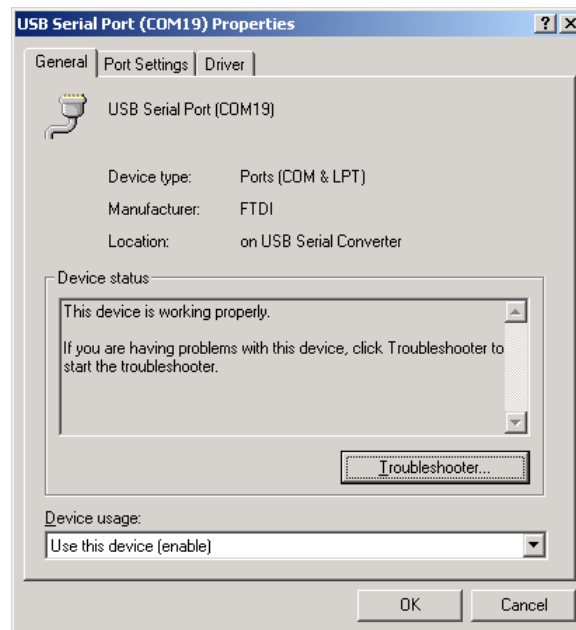 USB Serial Port (COM19) Properties
General Port Settings Driver
USB Serial Port (COM19)
Device type: Ports (COM & LPT)
Manufacturer: FTDI
Location: on USB Serial Converter
Device status
This device is working properly.
If you are having problems with this device, click Troubleshooter to
start the troubleshooter.
Troubleshooter...
Device usage:
Use this device (enable)
OK Cancel